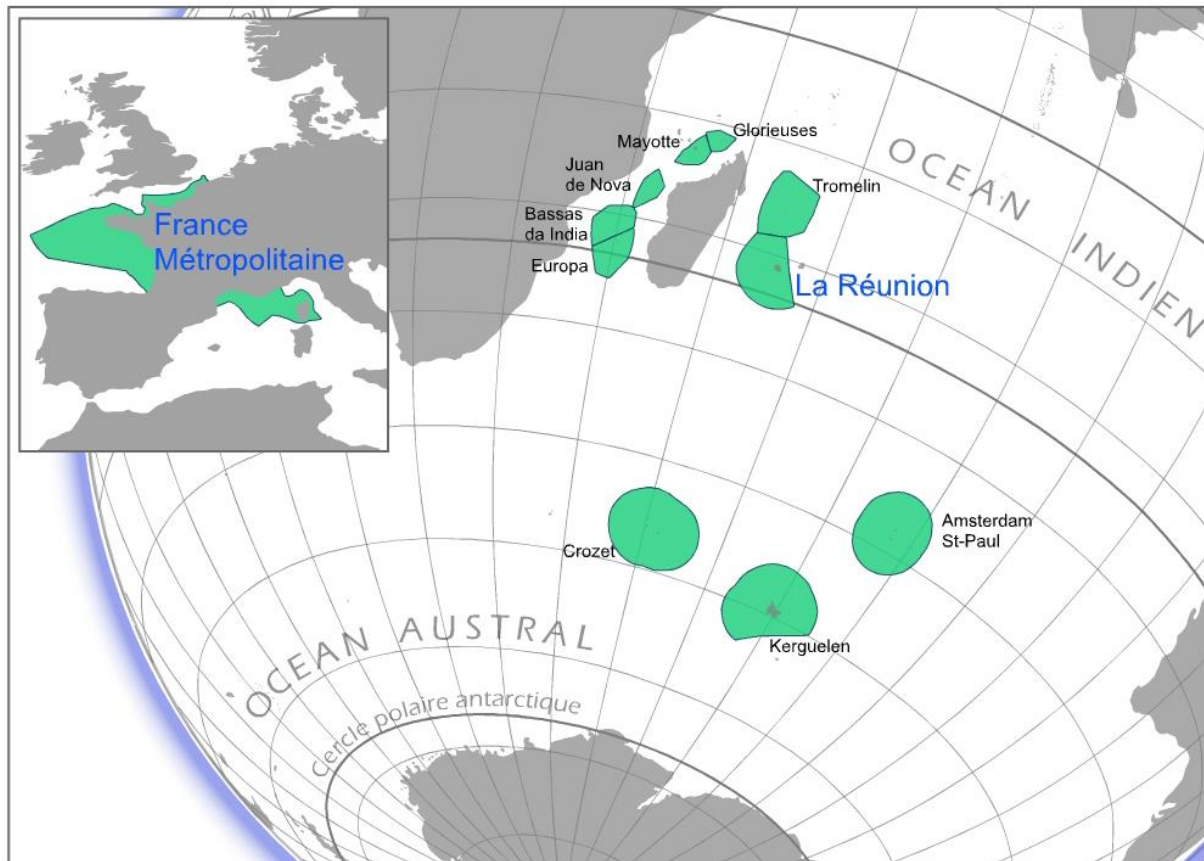 France
Métropolitaine
Mayotte
Glorieuses
Juan
de Nova
Bassas
da India
Europa
Tromelin
La Réunion
OCEAN INDIEN
Crozet
Amsterdam
St-Paul
Kerguelen
OCEAN AUSTRAL
Cercle polaire antarctique